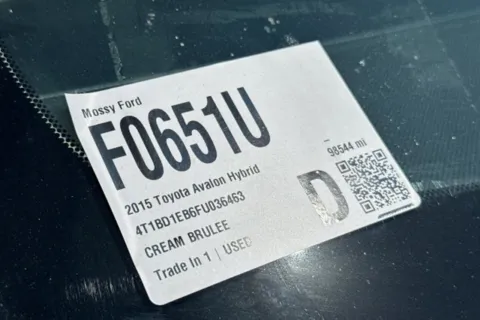 Mossy Ford
F0651U
2015 Toyota Avalon Hybrid
98544 mi
4T1BD1EB6FU036463
CREAM BRULEE
D
Trade In 1 | USED